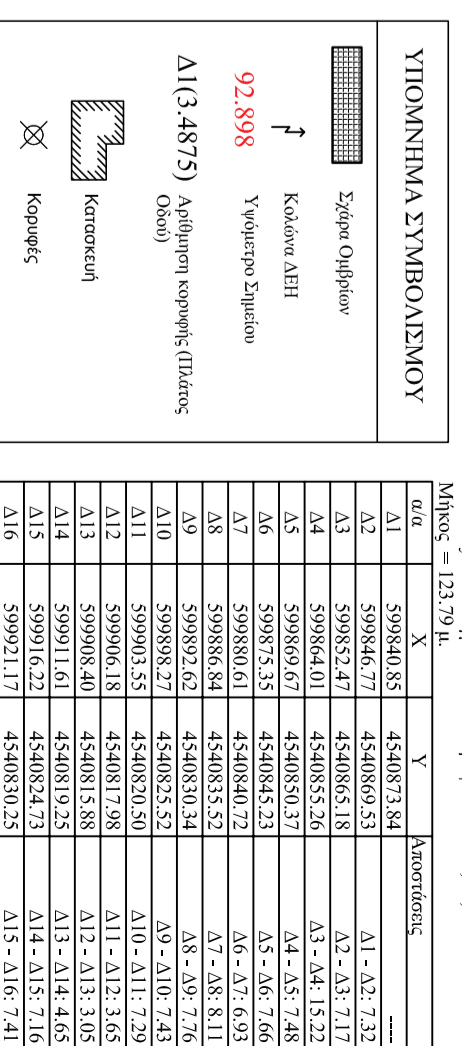 ΥΠΟΜΝΗΜΑ ΣΥΜΒΟΛΙΣΜΟΥ
Σχάρα Ομβρίον
Κολώνα ΔΕΗ
92.898 Υψόμετρο Σημείου
Δ1(3.4875) Αρίθμηση κορυφής (Πλάτος
Οδού)
Κατασκευή
Κορυφές
Μήκος = 123.79 μ.
α/α X Y Αποστάσεις
Δ1 599840.85 4540873.84 ----
Δ2 599846.77 4540869.53 Δ1 - Δ2: 7.32
Δ3 599852.47 4540865.18 Δ2 - Δ3: 7.17
Δ4 599864.01 4540855.26 Δ3 - Δ4: 15.22
Δ5 599869.67 4540850.37 Δ4 - Δ5: 7.48
Δ6 599875.35 4540845.23 Δ5 - Δ6: 7.66
Δ7 599880.61 4540840.72 Δ6 - Δ7: 6.93
Δ8 599886.84 4540835.52 Δ7 - Δ8: 8.11
Δ9 599892.62 4540830.34 Δ8 - Δ9: 7.76
Δ10 599898.27 4540825.52 Δ9 - Δ10: 7.43
Δ11 599903.55 4540820.50 Δ10 - Δ11: 7.29
Δ12 599906.18 4540817.98 Δ11 - Δ12: 3.65
Δ13 599908.40 4540815.88 Δ12 - Δ13: 3.05
Δ14 599911.61 4540819.25 Δ13 - Δ14: 4.65
Δ15 599916.22 4540824.73 Δ14 - Δ15: 7.16
Δ16 599921.17 4540830.25 Δ15 - Δ16: 7.41